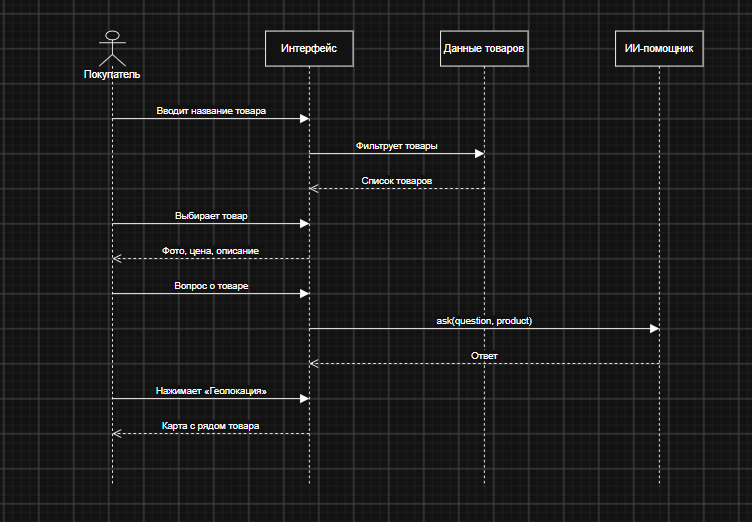 Покупатель
Интерфейс
Данные товаров
ИИ-помощник
Вводит название товара
Фильтрует товары
Список товаров
Выбирает товар
Фото, цена, описание
Вопрос о товаре
ask(question, product)
Ответ
Нажимает «Геолокация»
Карта с рядом товара